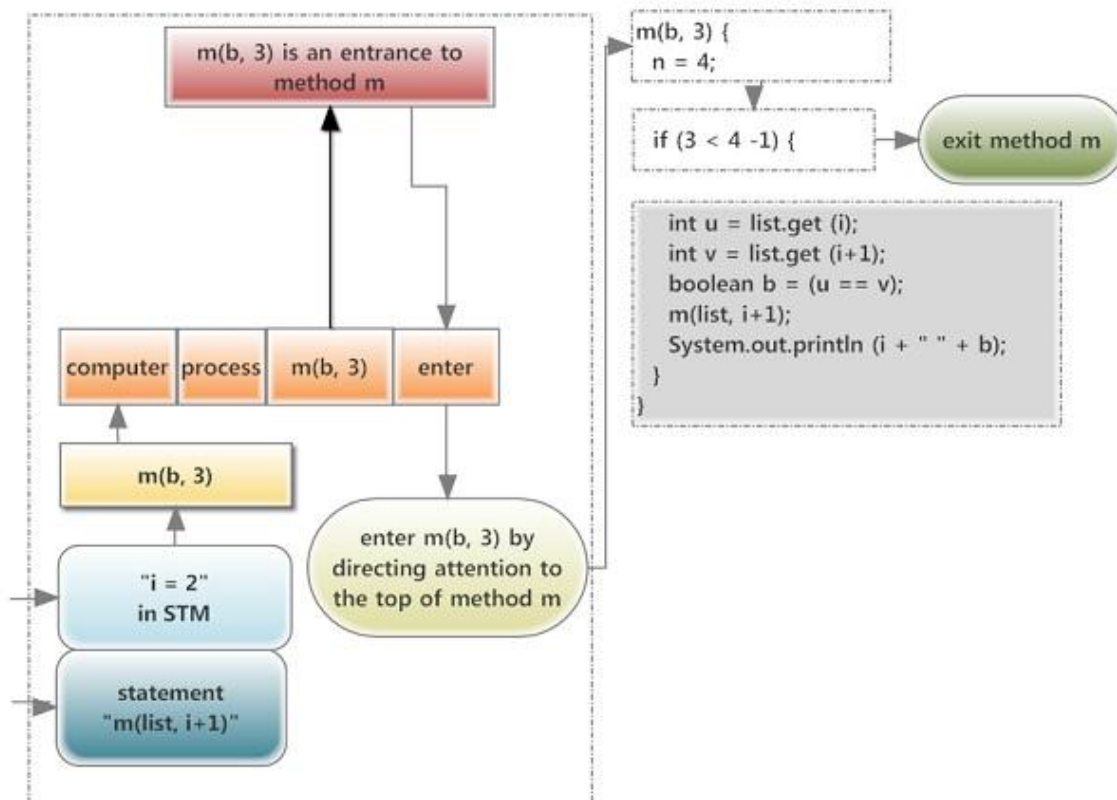 m(b, 3) is an entrance to
method m
computer
process
m(b, 3)
enter
m(b, 3)
"i = 2"
in STM
statement
"m(list, i+1)"
enter m(b, 3) by
directing attention to
the top of method m
m(b, 3) {
n = 4;
if (3 < 4 -1) {
exit method m
int u = list.get (i);
int v = list.get (i+1);
boolean b = (u == v);
m(list, i+1);
System.out.println (i + " " + b);
}
}